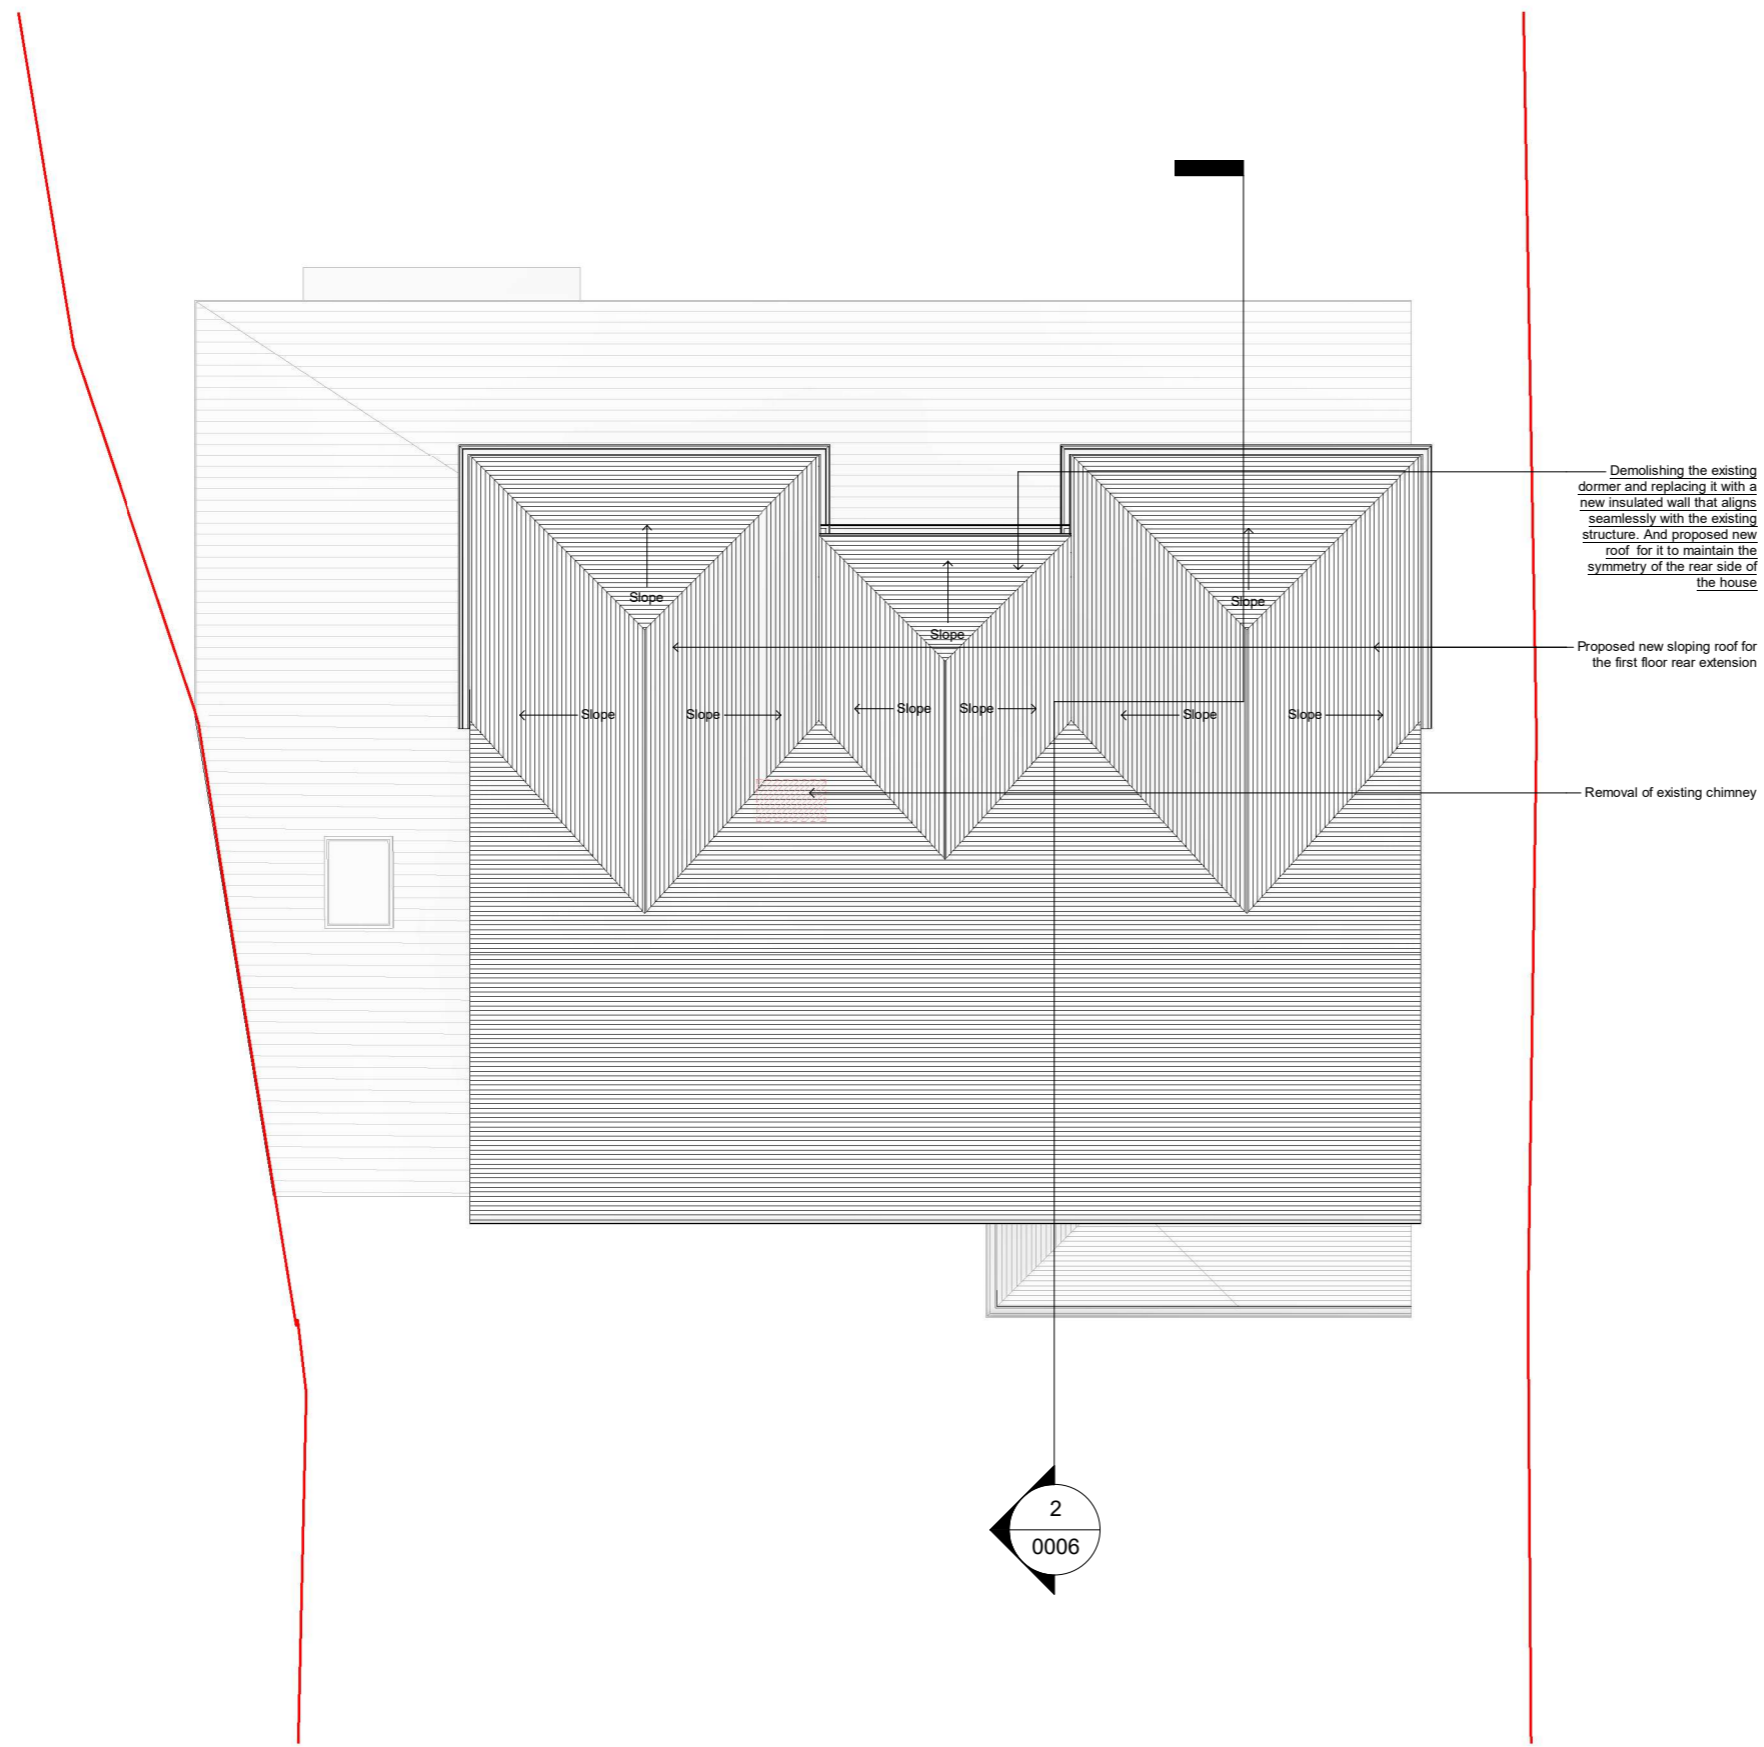 Demolishing the existing
dormer and replacing it with a
new insulated wall that aligns
seamlessly with the existing
structure. And proposed new
roof for it to maintain the
symmetry of the rear side of
the house
Slope
Slope
Slope
Proposed new sloping roof for
the first floor rear extension
Slope
Slope
Slope
Slope
Slope
Slope
Removal of existing chimney
2
0006